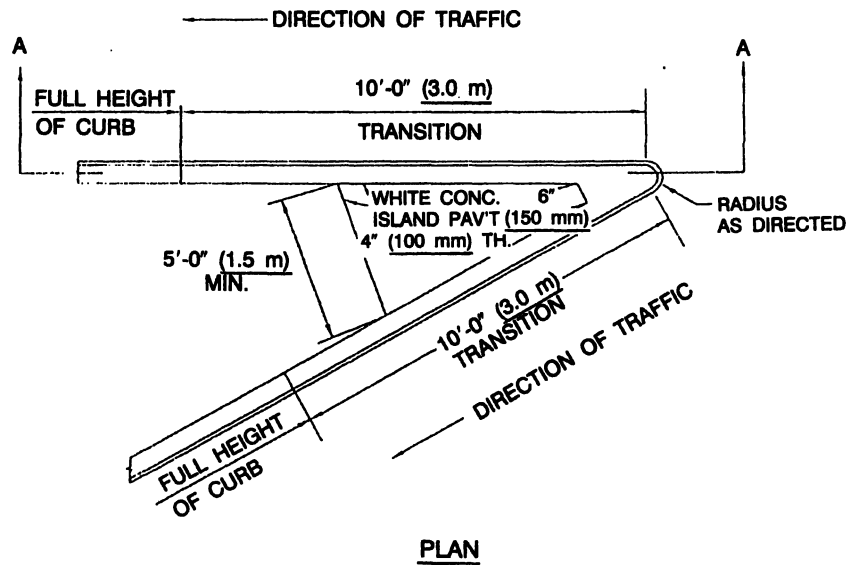 DIRECTION OF TRAFFIC
A
A
10'-0" (3.0 m)
TRANSITION
FULL HEIGHT
OF CURB
WHITE CONC.
ISLAND PAV'T
4" (100 mm) TH.
6"
(150 mm)
RADIUS
AS DIRECTED
5'-0" (1.5 m)
MIN.
10'-0" (3.0 m)
TRANSITION
DIRECTION OF TRAFFIC
FULL HEIGHT
OF CURB
PLAN